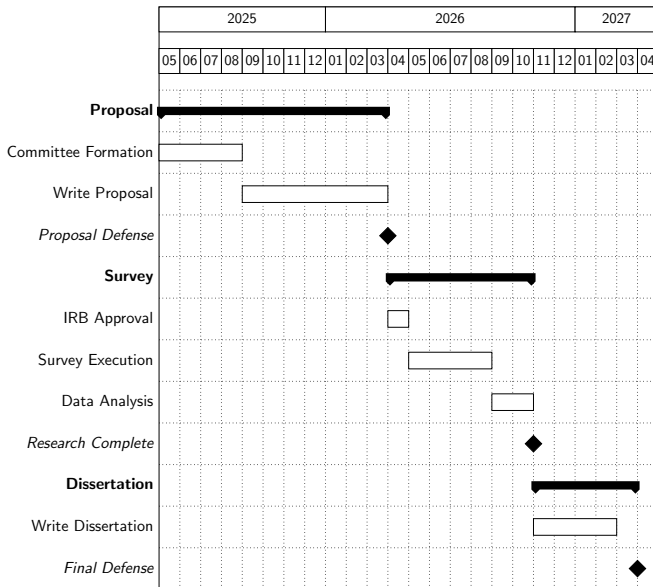 2025 2026 2027
05 06 07 08 09 10 11 12 01 02 03 04 05 06 07 08 09 10 11 12 01 02 03 04
Proposal
Committee Formation
Write Proposal
Proposal Defense
Survey
IRB Approval
Survey Execution
Data Analysis
Research Complete
Dissertation
Write Dissertation
Final Defense